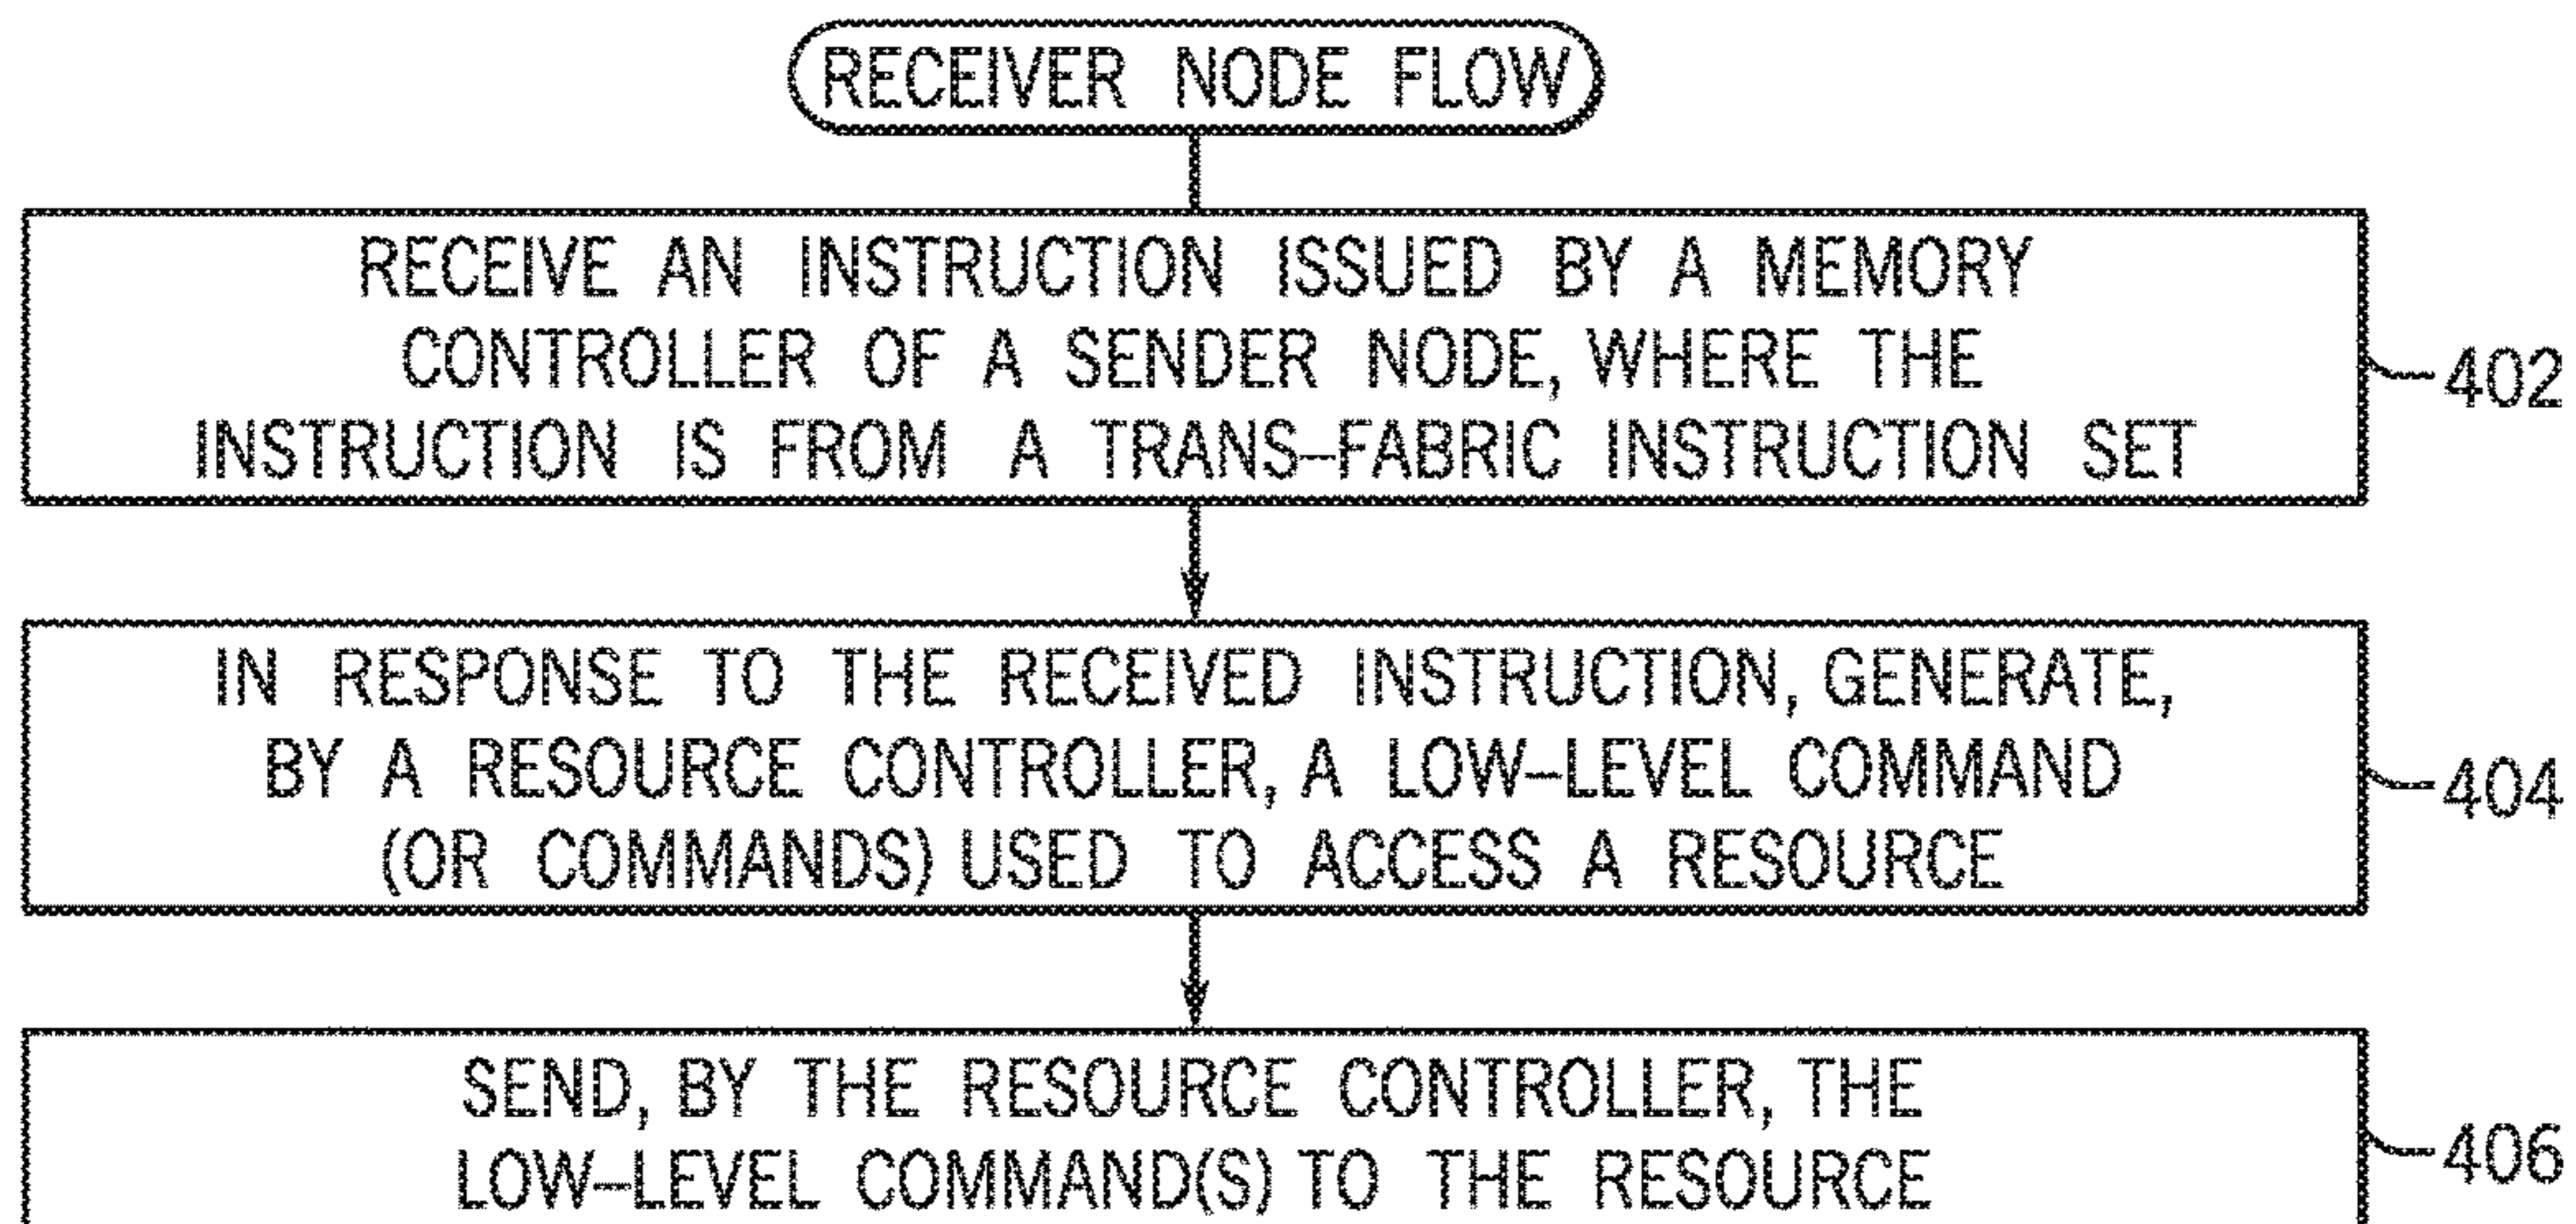 RECEIVER NODE FLOW
RECEIVE AN INSTRUCTION ISSUED BY A MEMORY
CONTROLLER OF A SENDER NODE, WHERE THE
INSTRUCTION IS FROM A TRANS–FABRIC INSTRUCTION SET
402
IN RESPONSE TO THE RECEIVED INSTRUCTION, GENERATE,
BY A RESOURCE CONTROLLER, A LOW–LEVEL COMMAND
(OR COMMANDS) USED TO ACCESS A RESOURCE
404
SEND, BY THE RESOURCE CONTROLLER, THE
LOW–LEVEL COMMAND(S) TO THE RESOURCE
406